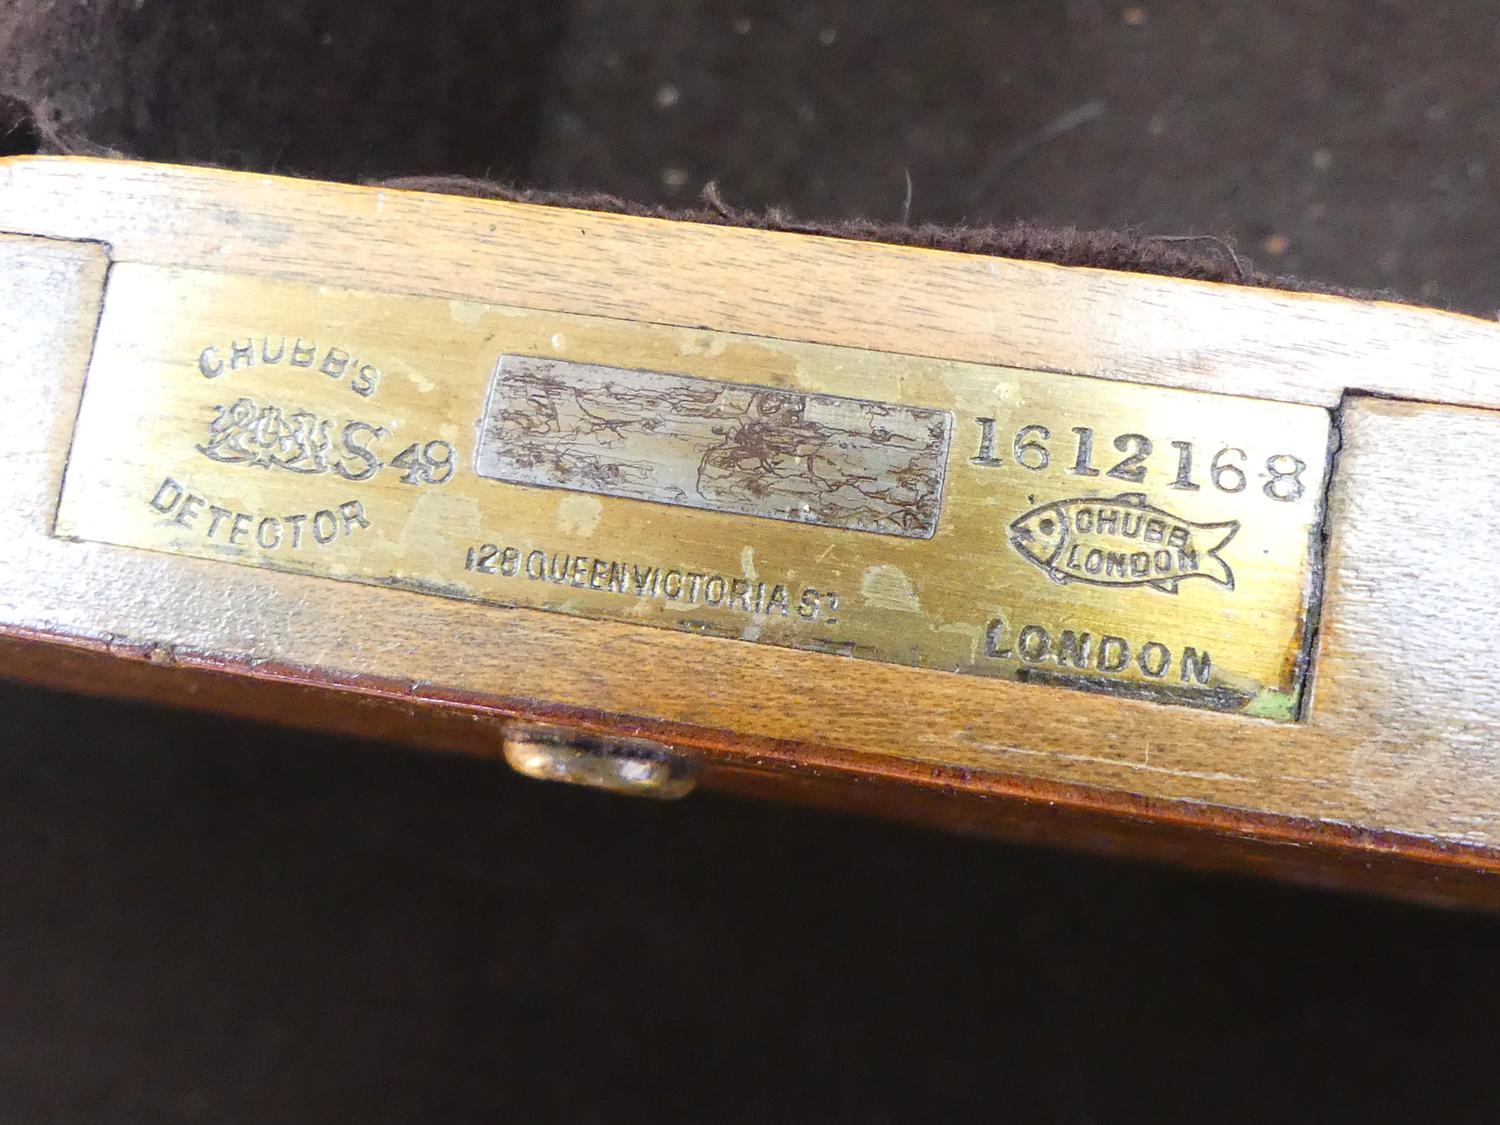 CHUBB'S
S 49
DETECTOR
128 QUEEN VICTORIA ST
1612168
CHUBB
LONDON
LONDON